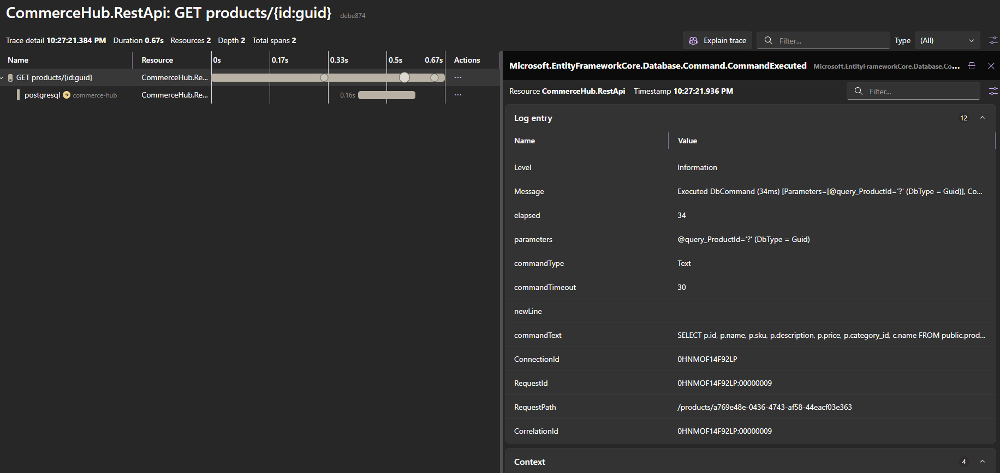 CommerceHub.RestApi: GET products/{id:guid} debe874
Trace detail 10:27:21.384 PM Duration 0.67s Resources 2 Depth 2 Total spans 2
Explain trace Filter... Type (All)
Name Resource 0s 0.17s 0.33s 0.5s 0.67s Actions
GET products/{id:guid} CommerceHub.Re... ...
postgresql commerce-hub CommerceHub.Re... 0.16s ...
Microsoft.EntityFrameworkCore.Database.Command.CommandExecuted Microsoft.EntityFrameworkCore.Database.Co...
Resource CommerceHub.RestApi Timestamp 10:27:21.936 PM Filter...
Log entry 12
Name Value
Level Information
Message Executed DbCommand (34ms) [Parameters=[@query_ProductId='?' (DbType = Guid)], Co...
elapsed 34
parameters @query_ProductId='?' (DbType = Guid)
commandType Text
commandTimeout 30
newLine
commandText SELECT p.id, p.name, p.sku, p.description, p.price, p.category_id, c.name FROM public.prod...
ConnectionId 0HNMOF14F92LP
RequestId 0HNMOF14F92LP:00000009
RequestPath /products/a769e48e-0436-4743-af58-44eacf03e363
CorrelationId 0HNMOF14F92LP:00000009
Context 4